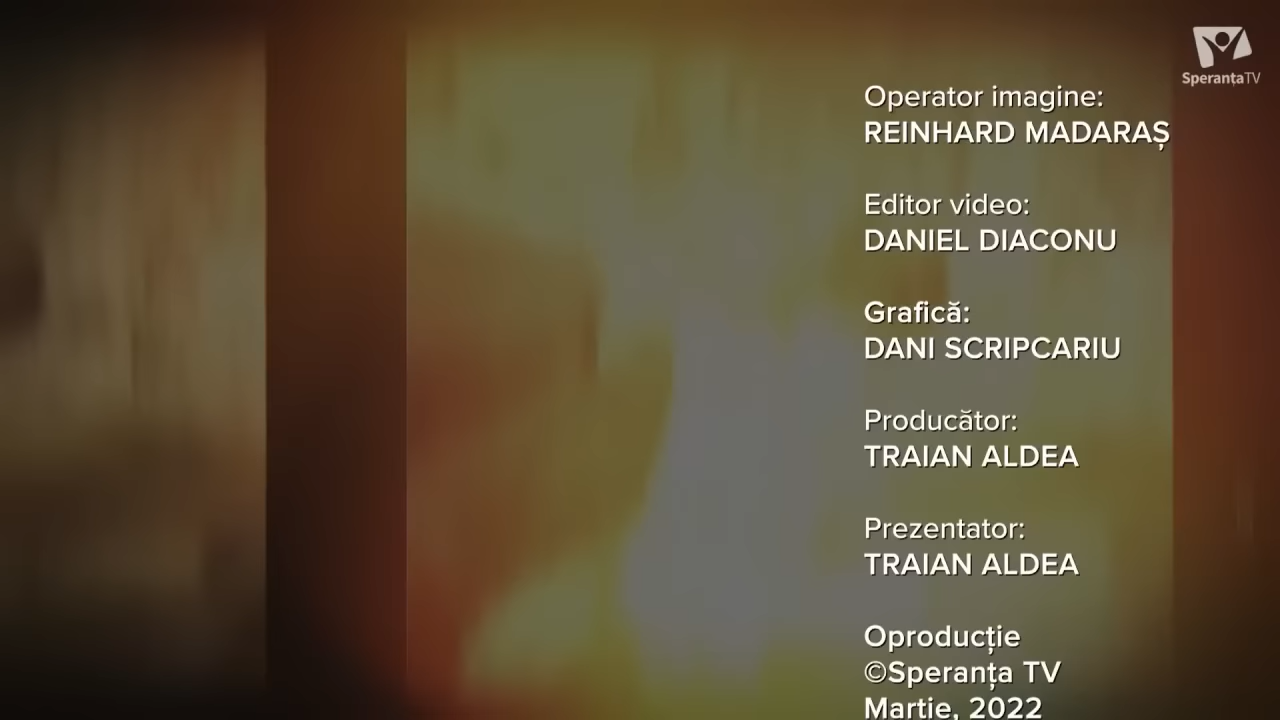 SperanțaTV
Operator imagine:
REINHARD MADARAȘ
Editor video:
DANIEL DIACONU
Grafică:
DANI SCRIPCARIU
Producător:
TRAIAN ALDEA
Prezentator:
TRAIAN ALDEA
Oproducție
©Speranța TV
Martie, 2022